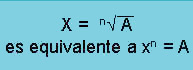 X = ⁿ√A
es equivalente a xⁿ = A